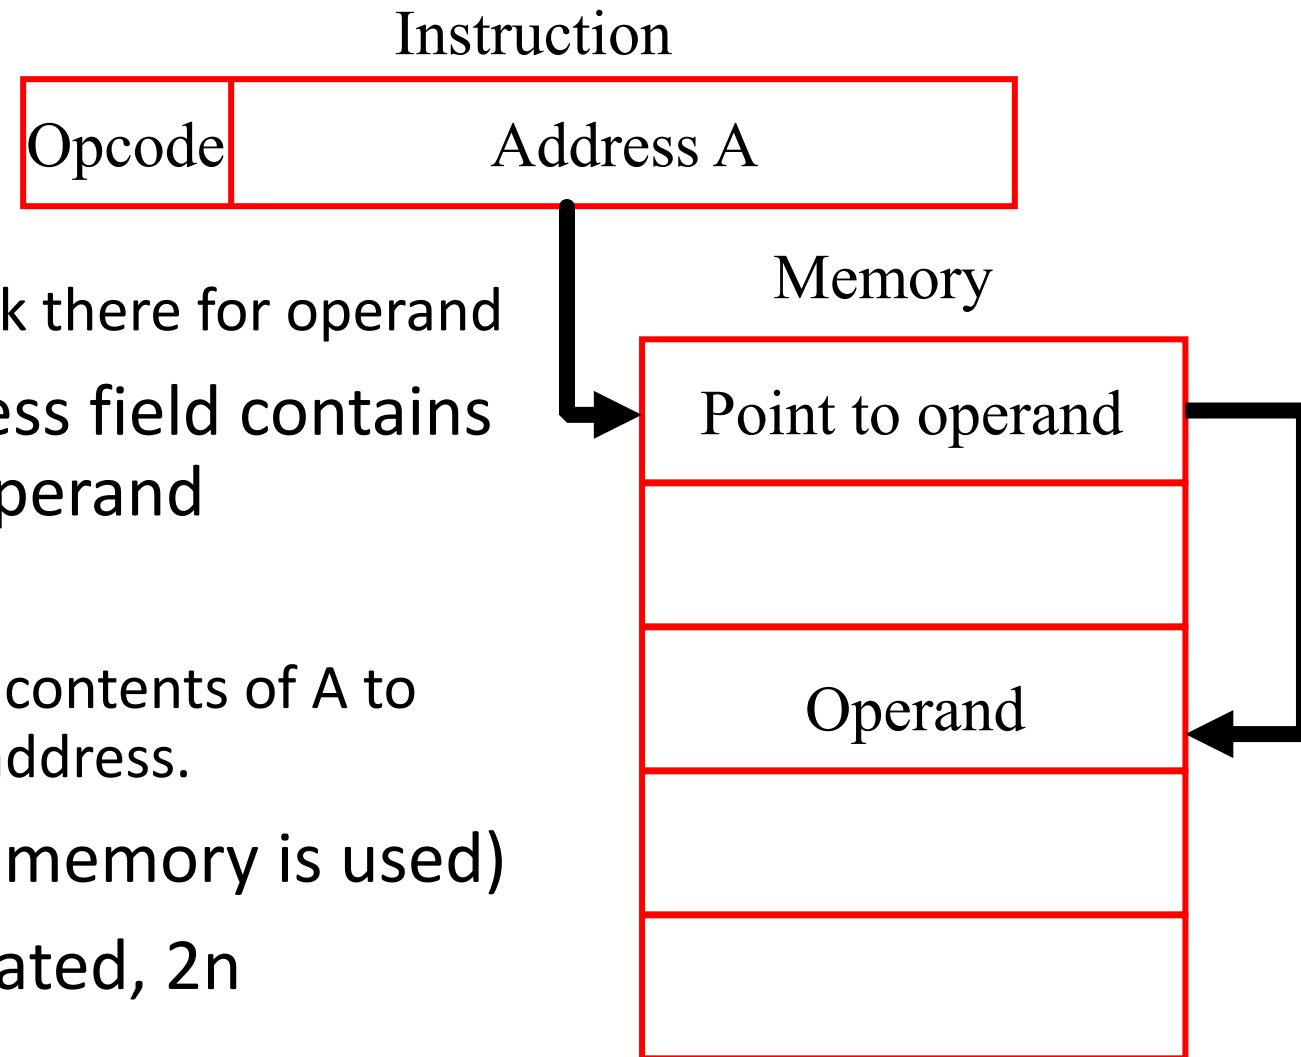 Instruction
Opcode
Address A
Memory
k there for operand
ess field contains
perand
contents of A to
address.
memory is used)
ated, 2n
Point to operand
Operand